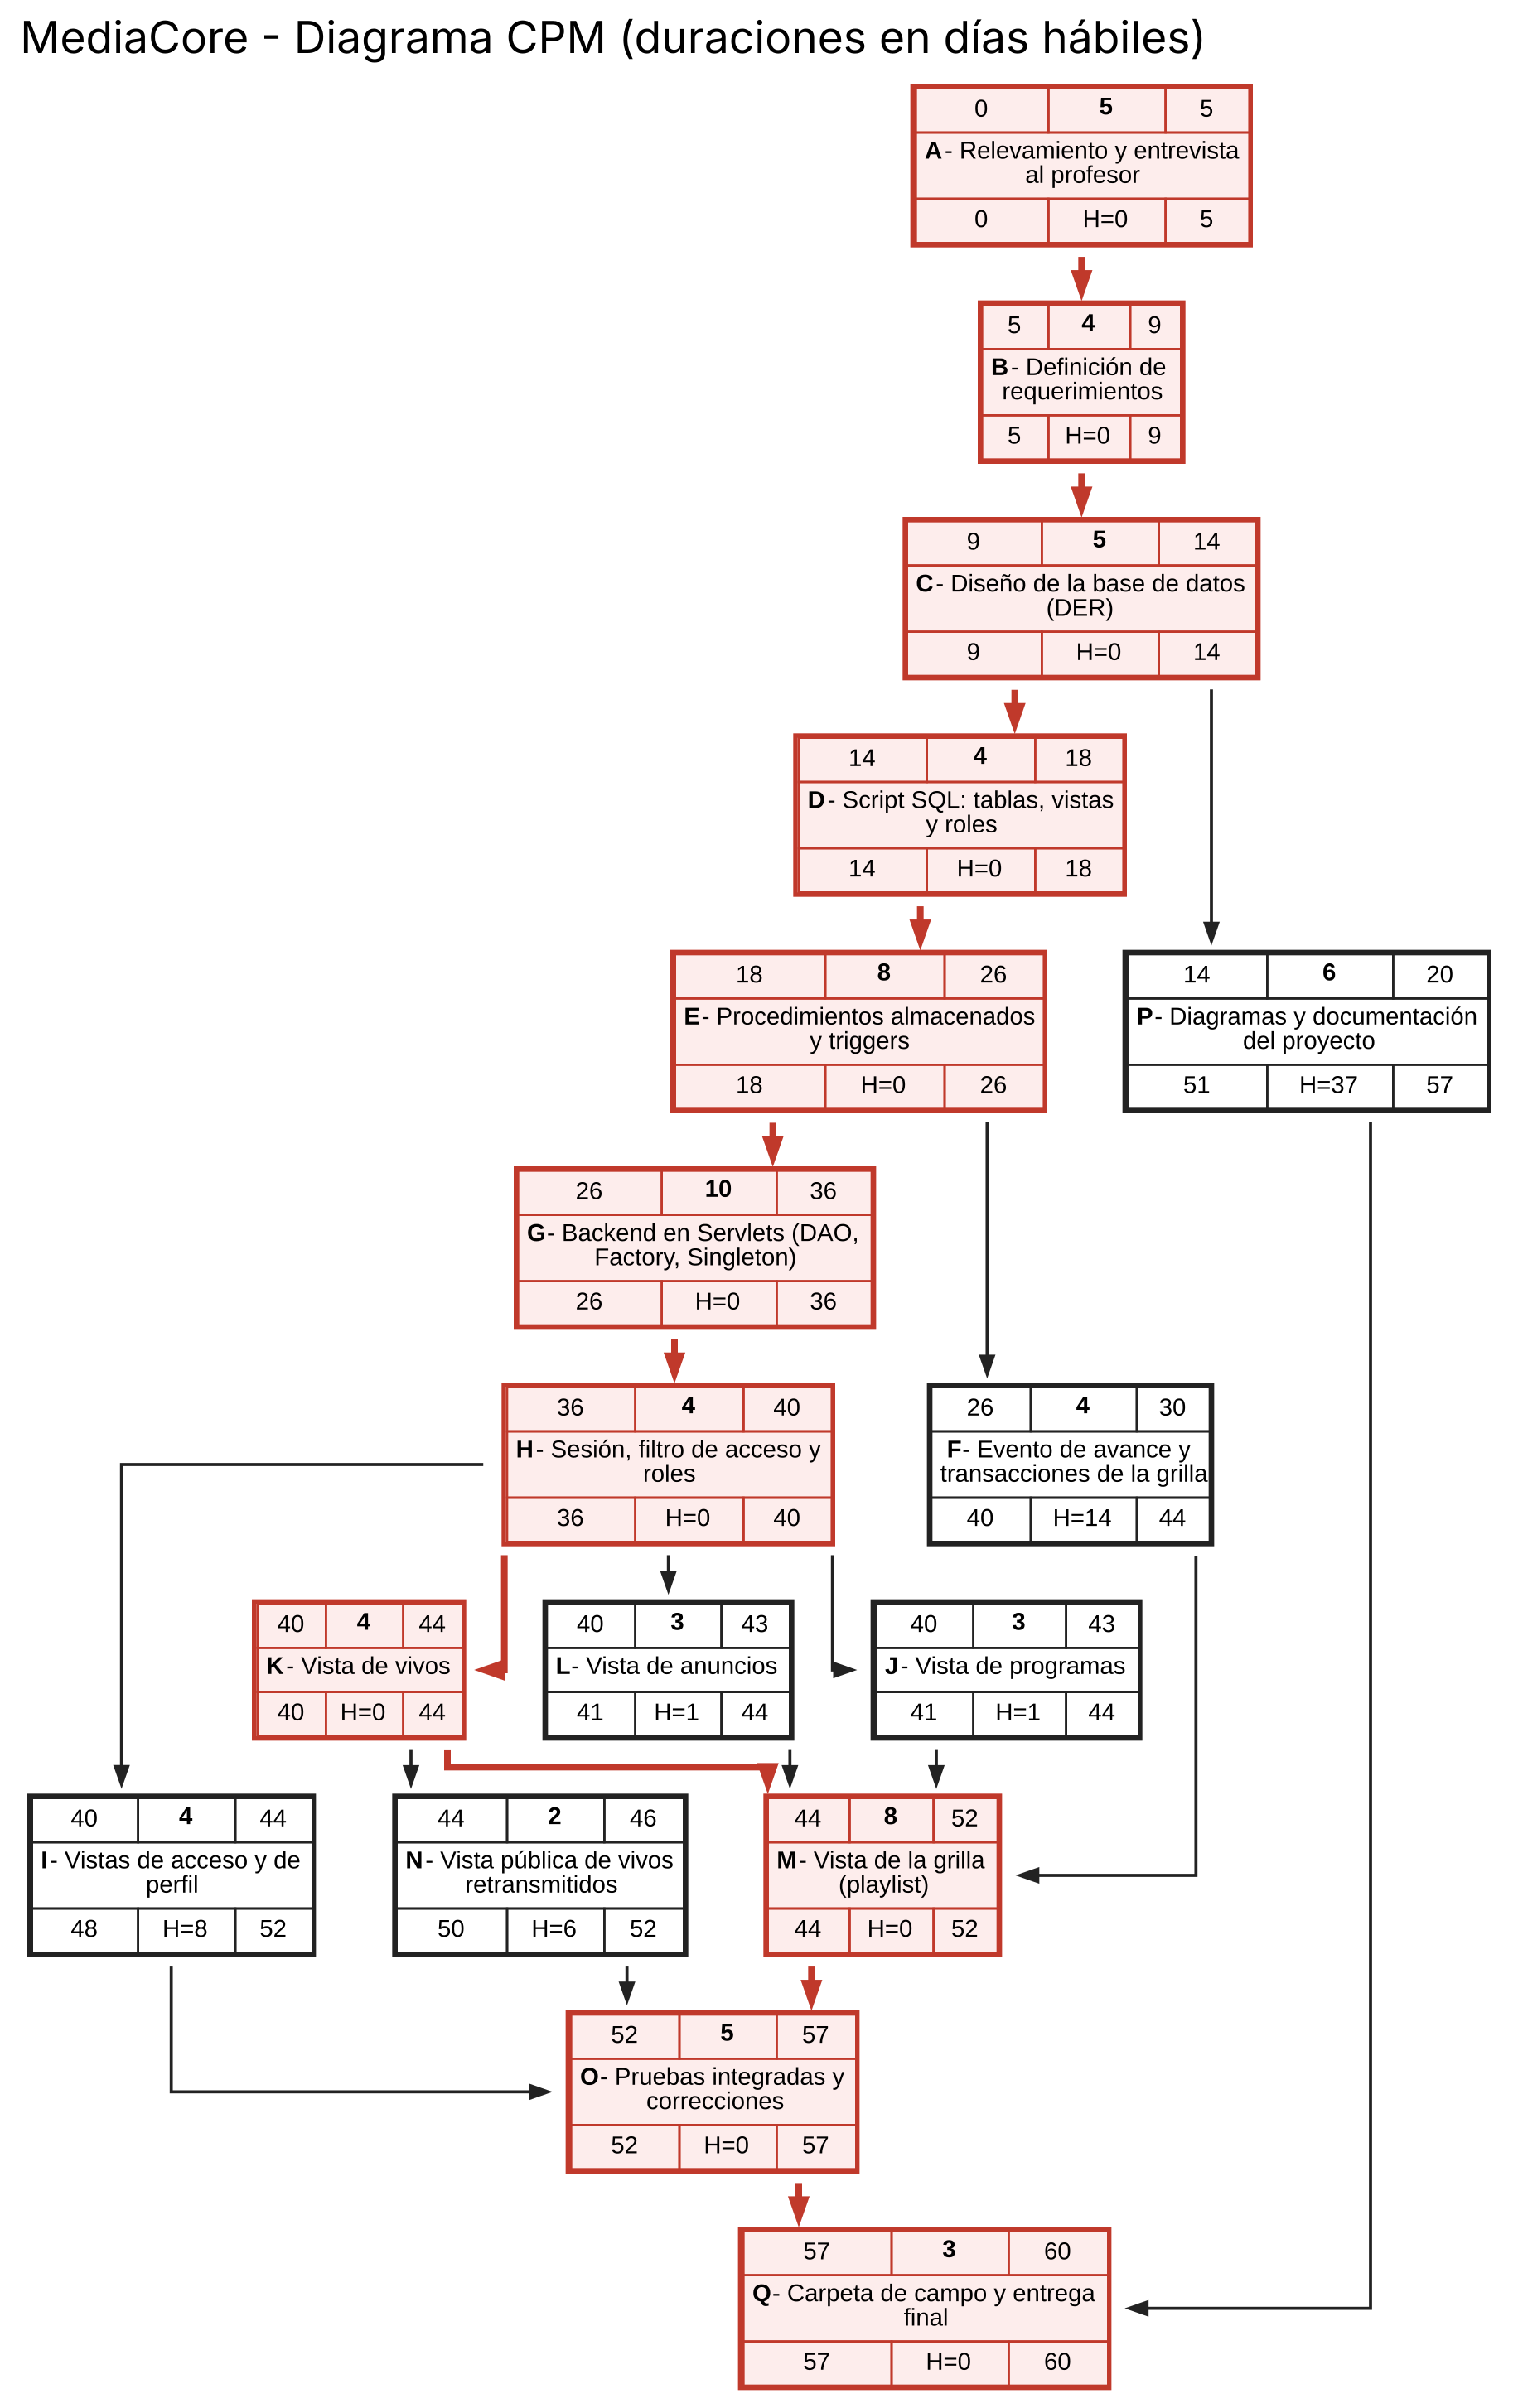 MediaCore - Diagrama CPM (duraciones en días hábiles)
0 5 5
A- Relevamiento y entrevista
al profesor
0 H=0 5
5 4 9
B- Definición de
requerimientos
5 H=0 9
9 5 14
C- Diseño de la base de datos
(DER)
9 H=0 14
14 4 18
D- Script SQL: tablas, vistas
y roles
14 H=0 18
18 8 26
E- Procedimientos almacenados
y triggers
18 H=0 26
14 6 20
P- Diagramas y documentación
del proyecto
51 H=37 57
26 10 36
G- Backend en Servlets (DAO,
Factory, Singleton)
26 H=0 36
36 4 40
H- Sesión, filtro de acceso y
roles
36 H=0 40
26 4 30
F- Evento de avance y
transacciones de la grilla
40 H=14 44
40 4 44
K- Vista de vivos
40 H=0 44
40 3 43
L- Vista de anuncios
41 H=1 44
40 3 43
J- Vista de programas
41 H=1 44
40 4 44
I- Vistas de acceso y de
perfil
48 H=8 52
44 2 46
N- Vista pública de vivos
retransmitidos
50 H=6 52
44 8 52
M- Vista de la grilla
(playlist)
44 H=0 52
52 5 57
O- Pruebas integradas y
correcciones
52 H=0 57
57 3 60
Q- Carpeta de campo y entrega
final
57 H=0 60